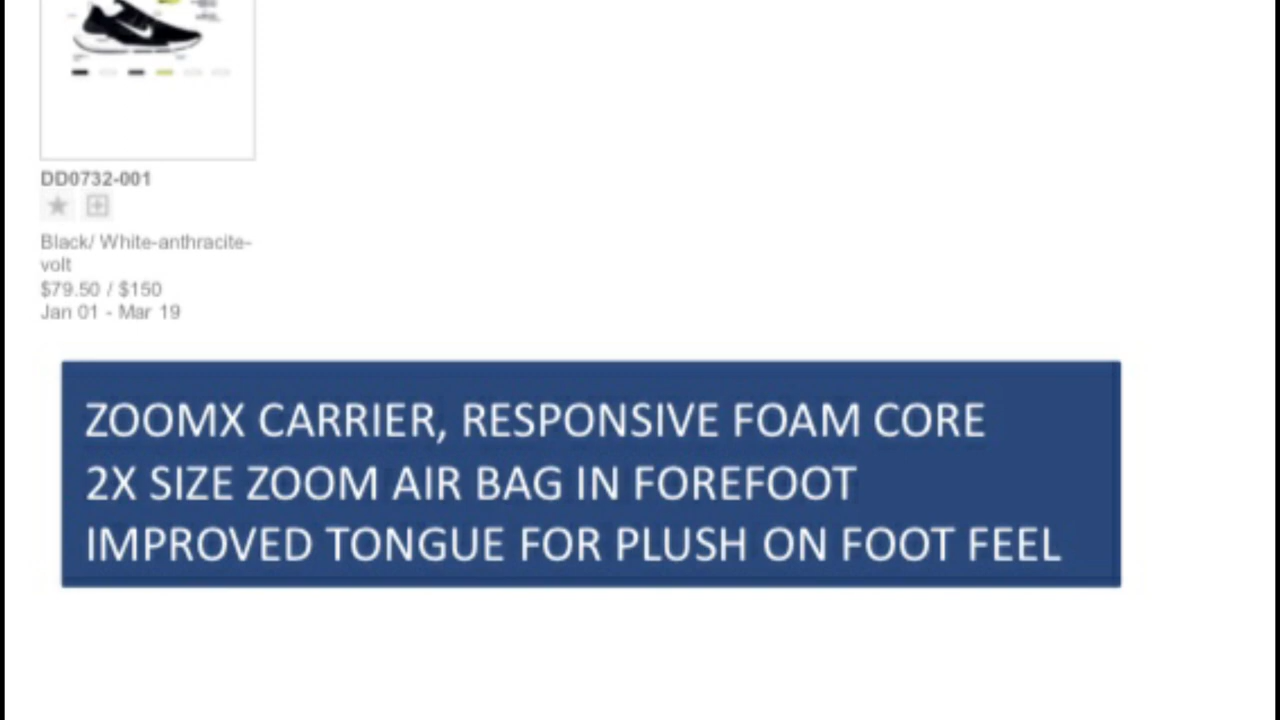 DD0732-001
Black/ White-anthracite-
volt
$79.50 / $150
Jan 01 - Mar 19
ZOOMX CARRIER, RESPONSIVE FOAM CORE
2X SIZE ZOOM AIR BAG IN FOREFOOT
IMPROVED TONGUE FOR PLUSH ON FOOT FEEL